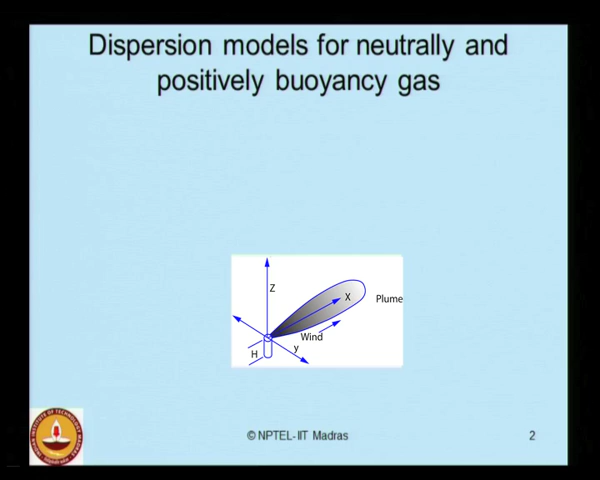 Dispersion models for neutrally and
positively buoyancy gas
Z
X
Plume
Wind
y
H
© NPTEL-IIT Madras
2